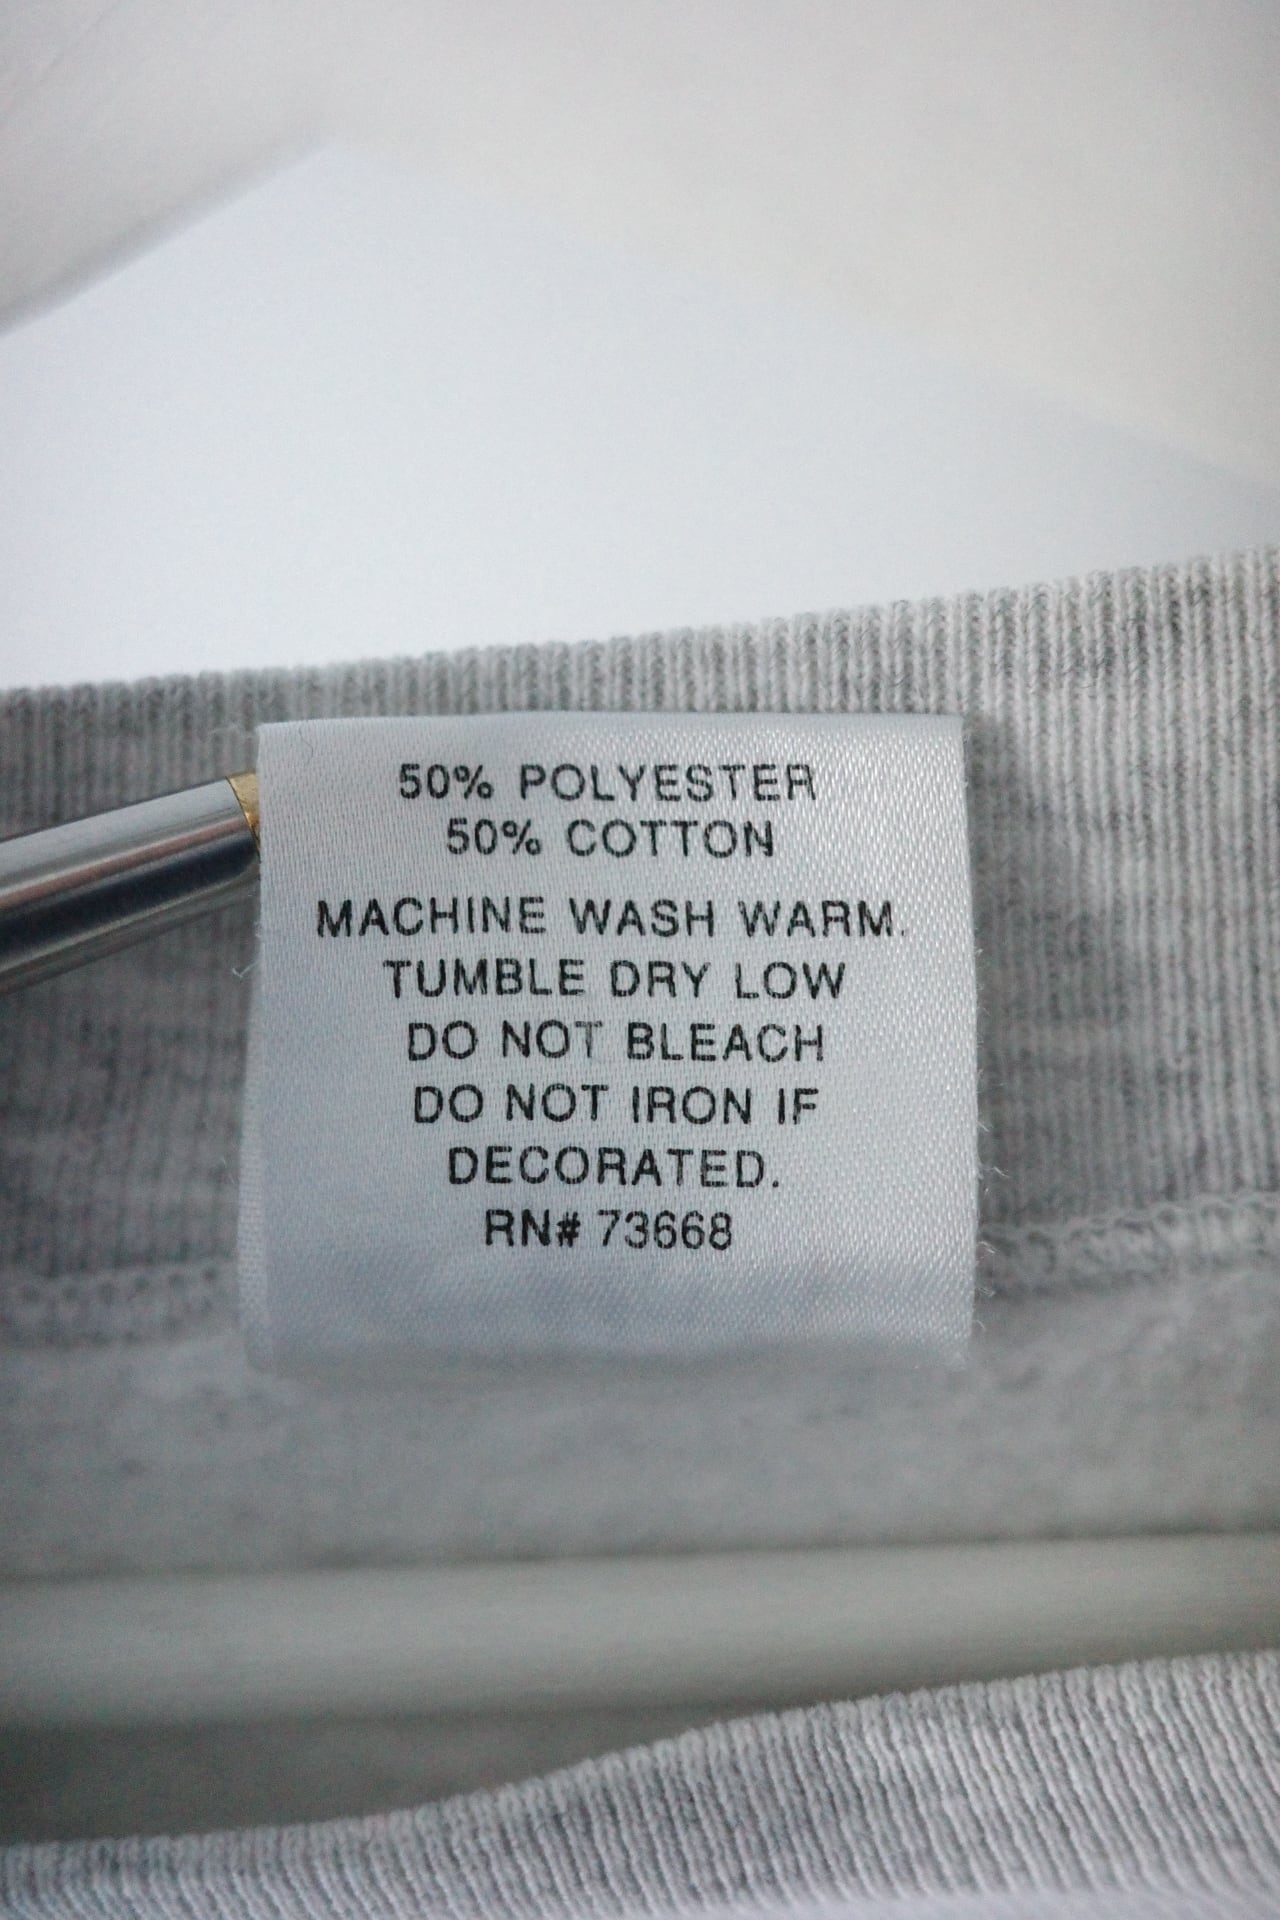 50% POLYESTER
50% COTTON
MACHINE WASH WARM.
TUMBLE DRY LOW
DO NOT BLEACH
DO NOT IRON IF
DECORATED.
RN# 73668